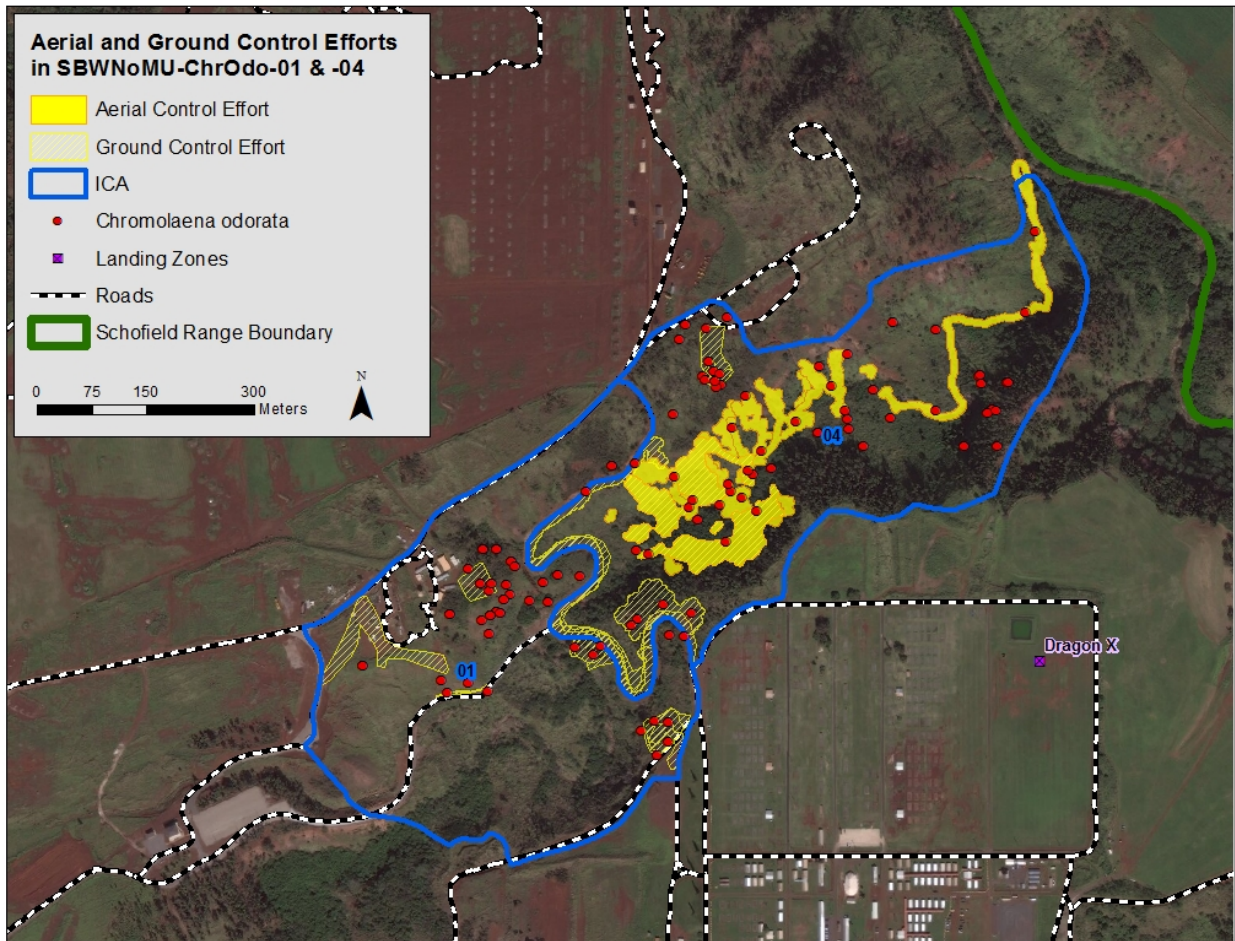 Aerial and Ground Control Efforts
in SBWNoMU-ChrOdo-01 & -04
Aerial Control Effort
Ground Control Effort
ICA
Chromolaena odorata
Landing Zones
Roads
Schofield Range Boundary
0 75 150 300
Meters
N
04
Dragon X
01